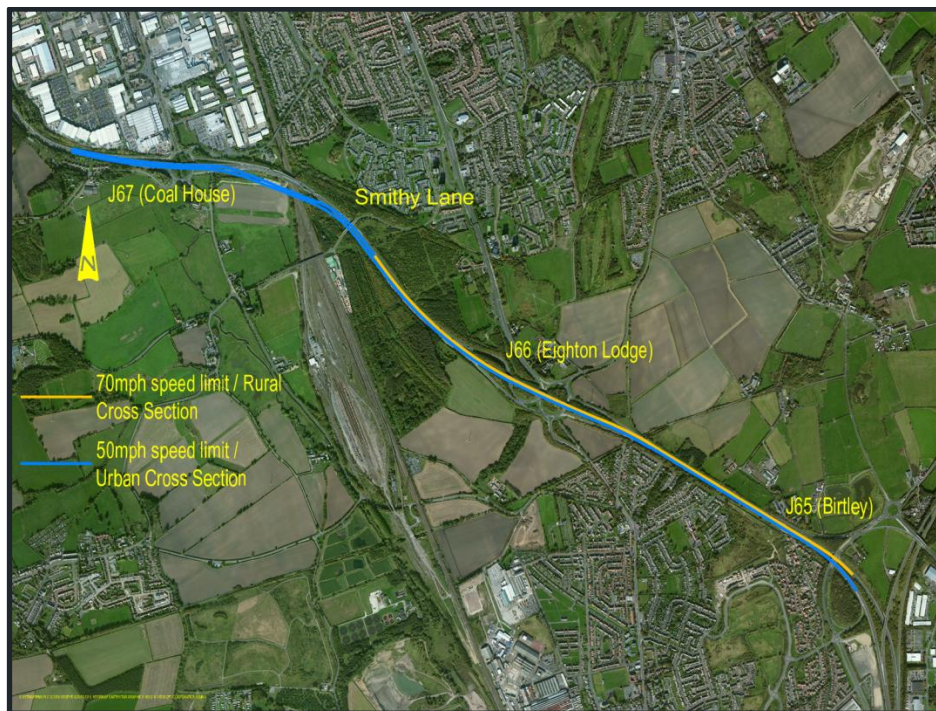 J67 (Coal House)
Smithy Lane
N
J66 (Eighton Lodge)
70mph speed limit / Rural
Cross Section
50mph speed limit /
Urban Cross Section
J65 (Birtley)